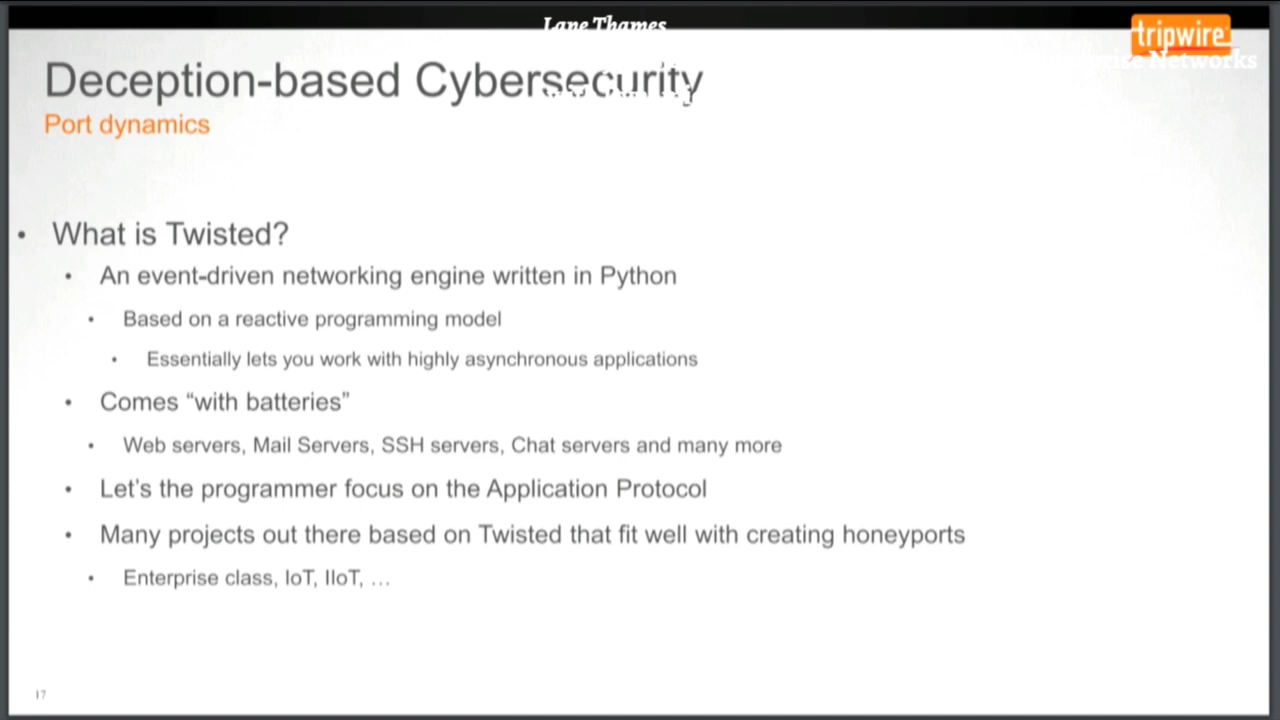 Lane Thames
tripwire
rise Networks
Deception-based Cybersecurity
Port dynamics
• What is Twisted?
• An event-driven networking engine written in Python
• Based on a reactive programming model
• Essentially lets you work with highly asynchronous applications
• Comes “with batteries”
• Web servers, Mail Servers, SSH servers, Chat servers and many more
• Let’s the programmer focus on the Application Protocol
• Many projects out there based on Twisted that fit well with creating honeyports
• Enterprise class, IoT, IIoT, …
17